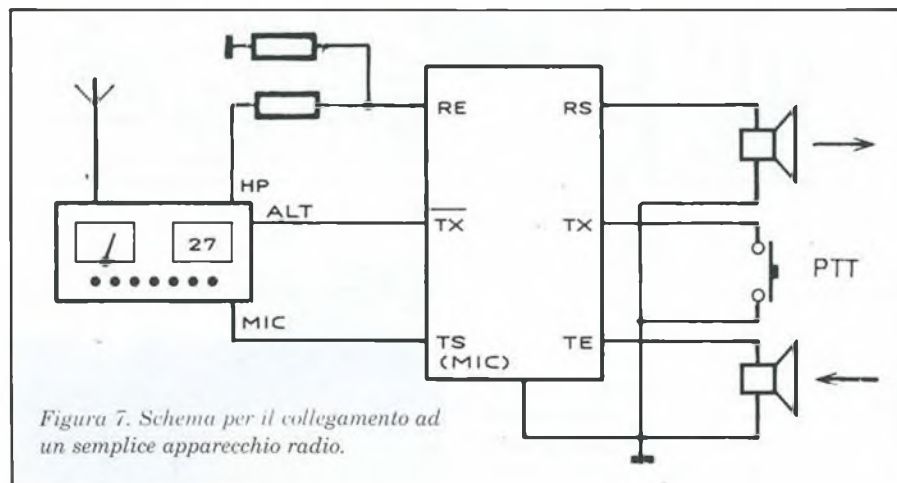 RE
RS
HP
ALT
TX
TX
27
PTT
MIC
TS
TE
(MIC)
Figura 7. Schema per il collegamento ad
un semplice apparecchio radio.